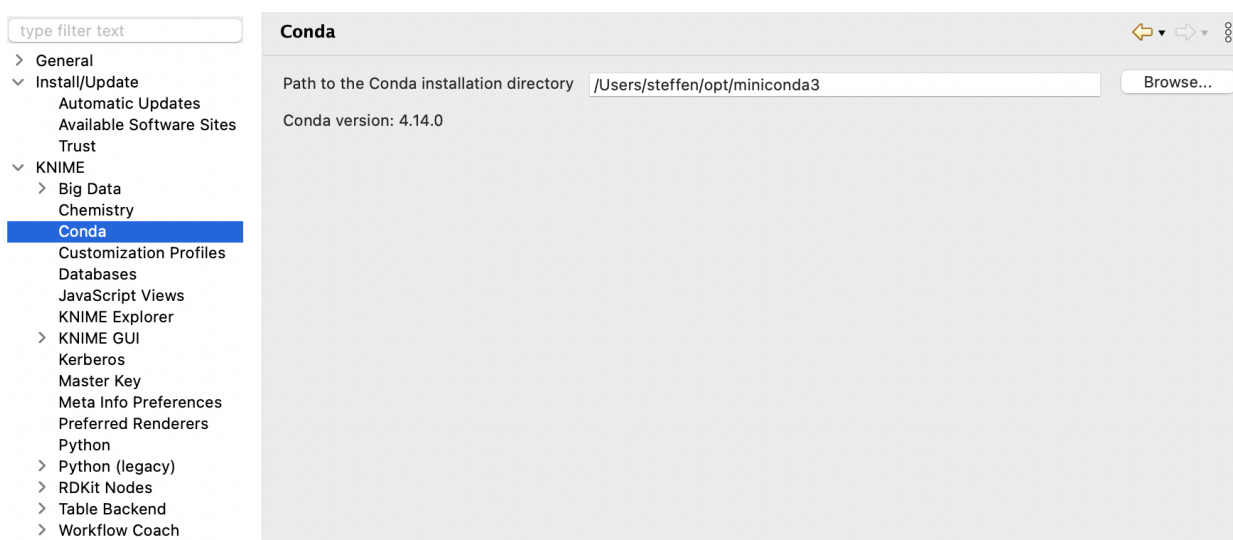 type filter text
General
Install/Update
Automatic Updates
Available Software Sites
Trust
KNIME
Big Data
Chemistry
Conda
Customization Profiles
Databases
JavaScript Views
KNIME Explorer
KNIME GUI
Kerberos
Master Key
Meta Info Preferences
Preferred Renderers
Python
Python (legacy)
RDKit Nodes
Table Backend
Workflow Coach
Conda
Path to the Conda installation directory /Users/steffen/opt/miniconda3 Browse...
Conda version: 4.14.0